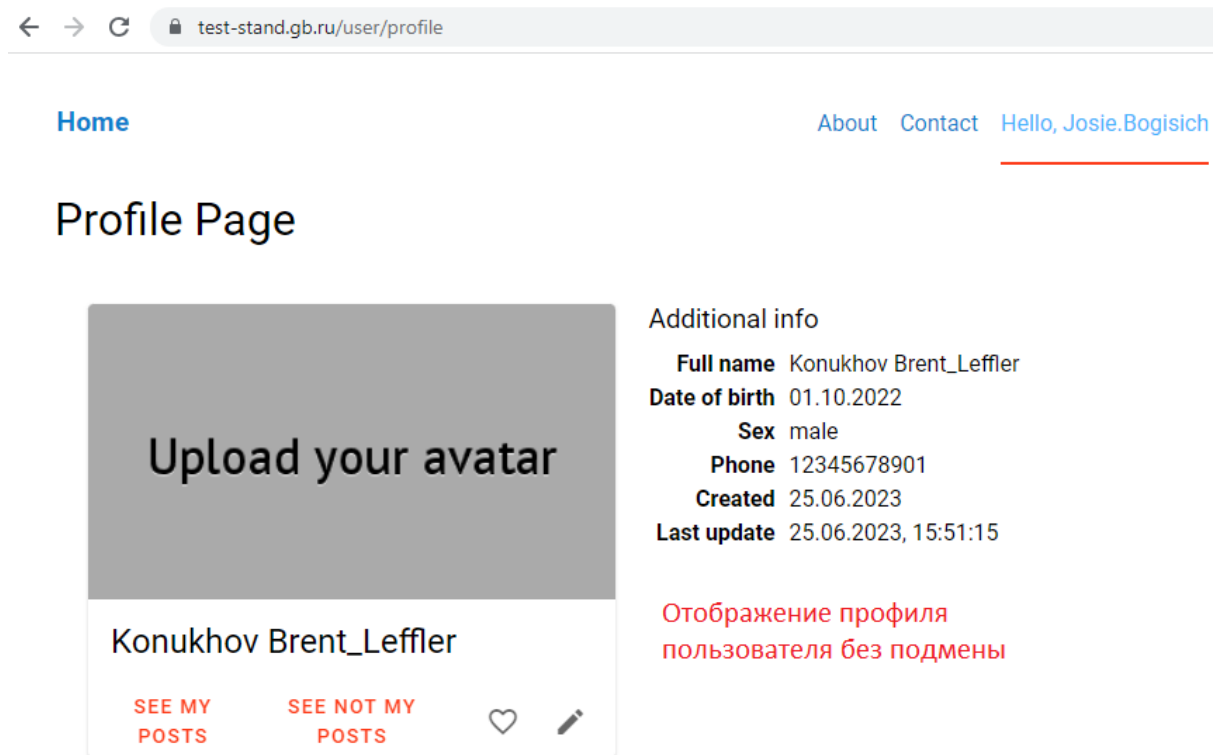 test-stand.gb.ru/user/profile
Home
About Contact Hello, Josie.Bogisich
Profile Page
Upload your avatar
Konukhov Brent_Leffler
SEE MY
POSTS
SEE NOT MY
POSTS
Additional info
Full name Konukhov Brent_Leffler
Date of birth 01.10.2022
Sex male
Phone 12345678901
Created 25.06.2023
Last update 25.06.2023, 15:51:15
Отображение профиля
пользователя без подмены